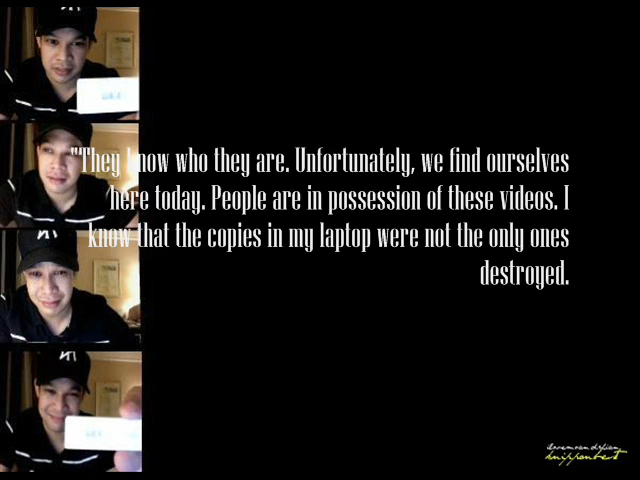 "They know who they are. Unfortunately, we find ourselves
here today. People are in possession of these videos. I
know that the copies in my laptop were not the only ones
destroyed.